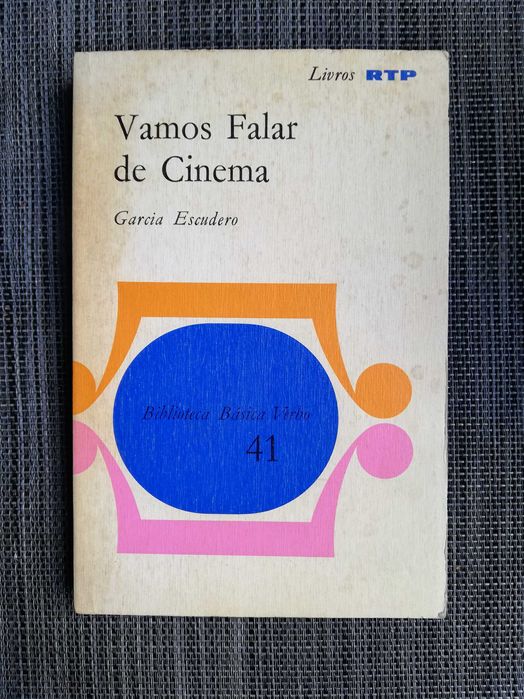 Livros RTP
Vamos Falar
de Cinema
Garcia Escudero
Biblioteca Básica Verbo
41